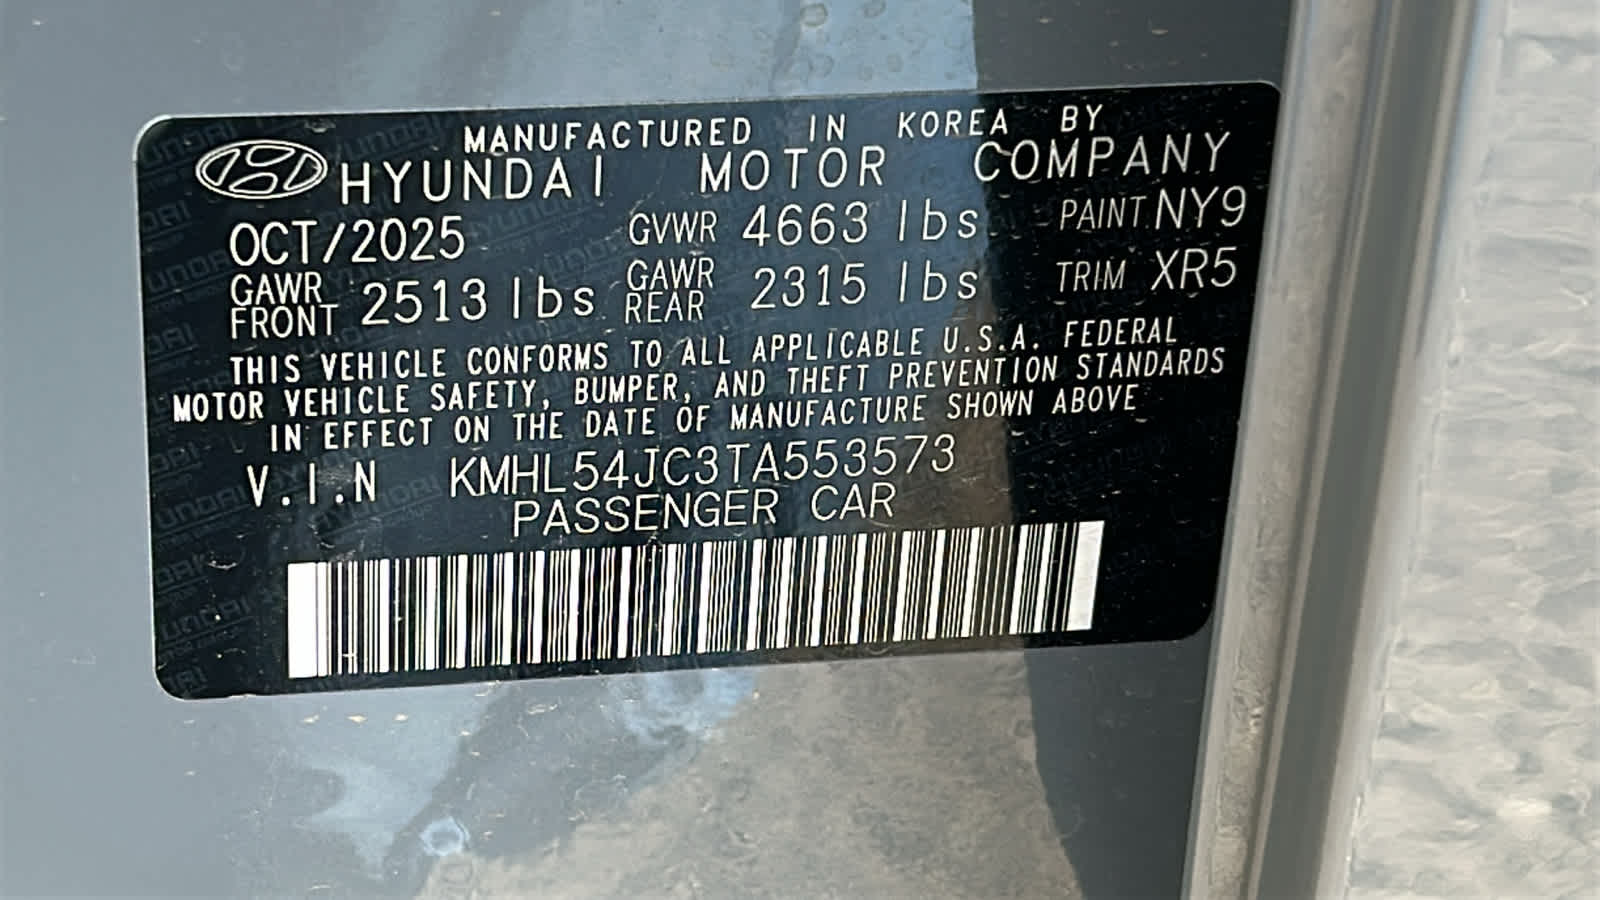 MANUFACTURED IN KOREA BY
HYUNDAI MOTOR COMPANY
OCT/2025 GVWR 4663 lbs PAINT NY9
GAWR FRONT 2513 lbs GAWR REAR 2315 lbs TRIM XR5
THIS VEHICLE CONFORMS TO ALL APPLICABLE U.S.A. FEDERAL
MOTOR VEHICLE SAFETY, BUMPER, AND THEFT PREVENTION STANDARDS
IN EFFECT ON THE DATE OF MANUFACTURE SHOWN ABOVE
V.I.N KMHL54JC3TA553573
PASSENGER CAR